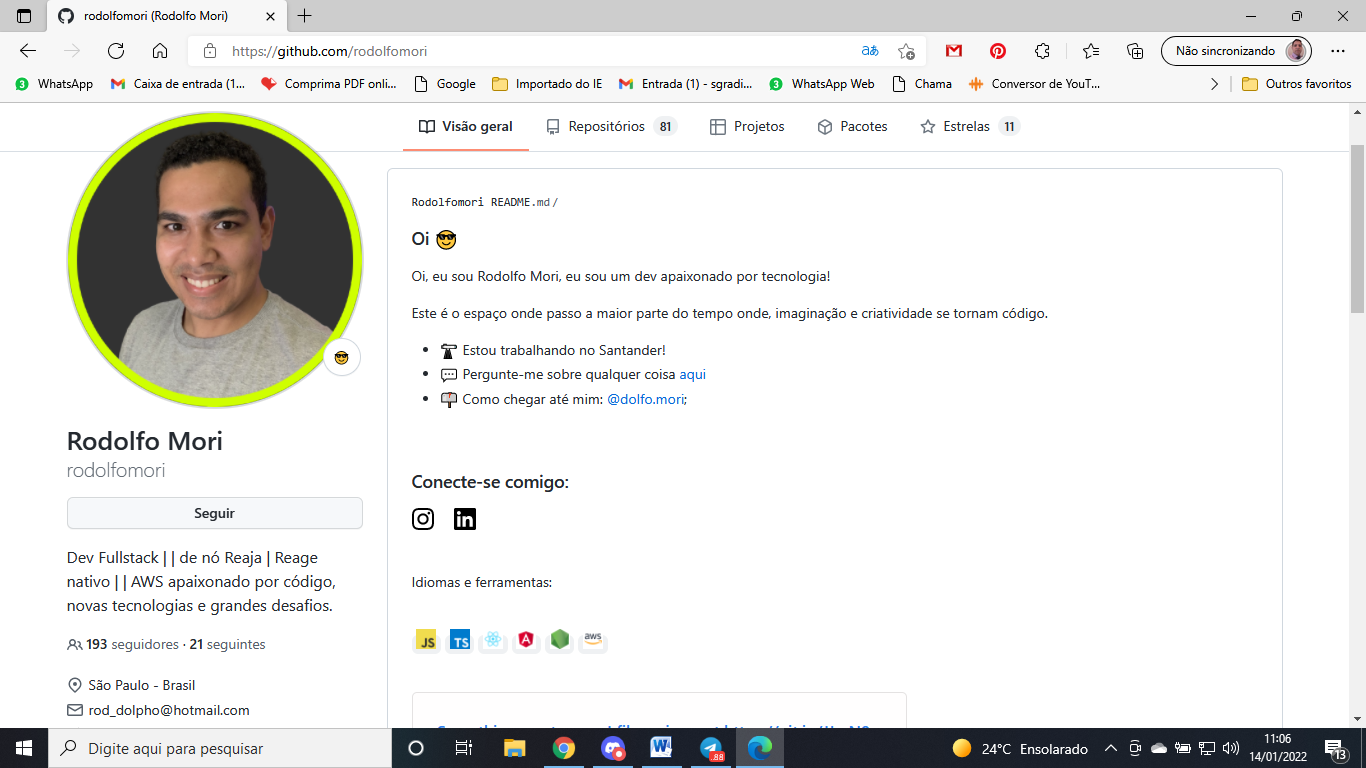 rodolfomori (Rodolfo Mori)
https://github.com/rodolfomori
Não sincronizando
WhatsApp
Caixa de entrada (1...
Comprima PDF onli...
Google
Importado do IE
Entrada (1) - sgradi...
WhatsApp Web
Chama
Conversor de YouT...
Outros favoritos
Visão geral
Repositórios 81
Projetos
Pacotes
Estrelas 11
Rodolfomori README.md/
Oi
Oi, eu sou Rodolfo Mori, eu sou um dev apaixonado por tecnologia!
Este é o espaço onde passo a maior parte do tempo onde, imaginação e criatividade se tornam código.
Estou trabalhando no Santander!
Pergunte-me sobre qualquer coisa aqui
Como chegar até mim: @dolfo.mori;
Rodolfo Mori
rodolfomori
Seguir
Dev Fullstack | | de nó Reaja | Reage
nativo | | AWS apaixonado por código,
novas tecnologias e grandes desafios.
193 seguidores · 21 seguintes
São Paulo - Brasil
rod_dolpho@hotmail.com
Conecte-se comigo:
Idiomas e ferramentas:
JS
TS
aws
Digite aqui para pesquisar
.88
24°C Ensolarado
11:06
14/01/2022
13